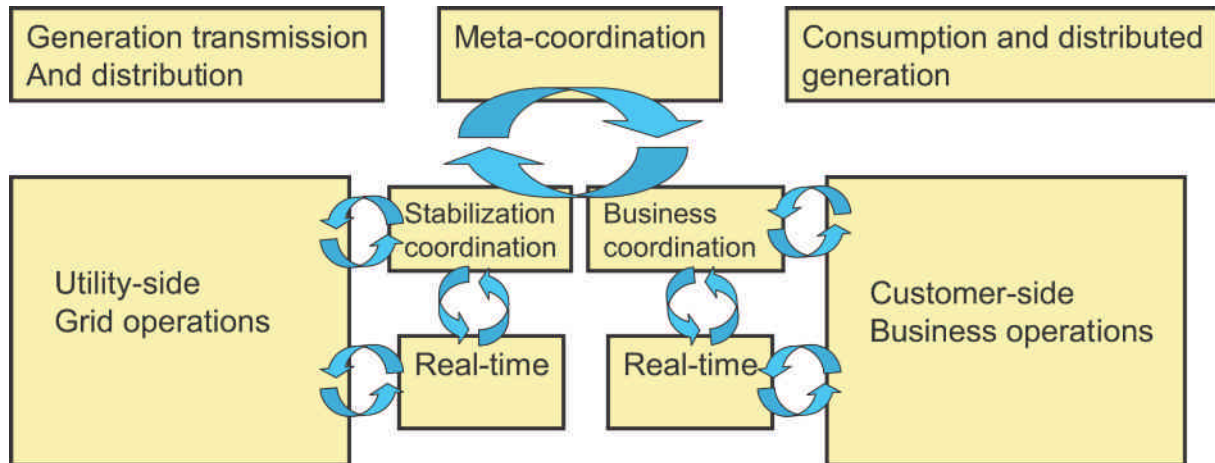 Generation transmission
And distribution
Meta-coordination
Consumption and distributed
generation
Stabilization
coordination
Business
coordination
Utility-side
Grid operations
Customer-side
Business operations
Real-time
Real-time